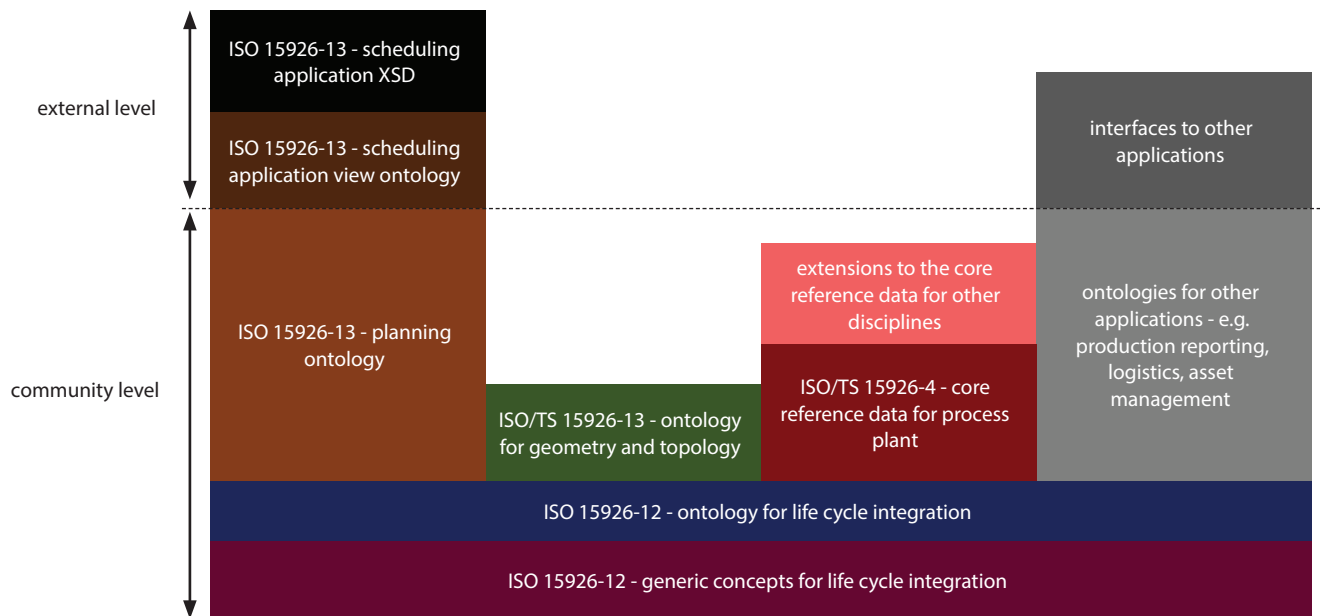 ISO 15926-13 - scheduling
application XSD
external level
ISO 15926-13 - scheduling
application view ontology
interfaces to other
applications
community level
ISO 15926-13 - planning
ontology
ISO/TS 15926-13 - ontology
for geometry and topology
extensions to the core
reference data for other
disciplines
ISO/TS 15926-4 - core
reference data for process
plant
ontologies for other
applications - e.g.
production reporting,
logistics, asset
management
ISO 15926-12 - ontology for life cycle integration
ISO 15926-12 - generic concepts for life cycle integration